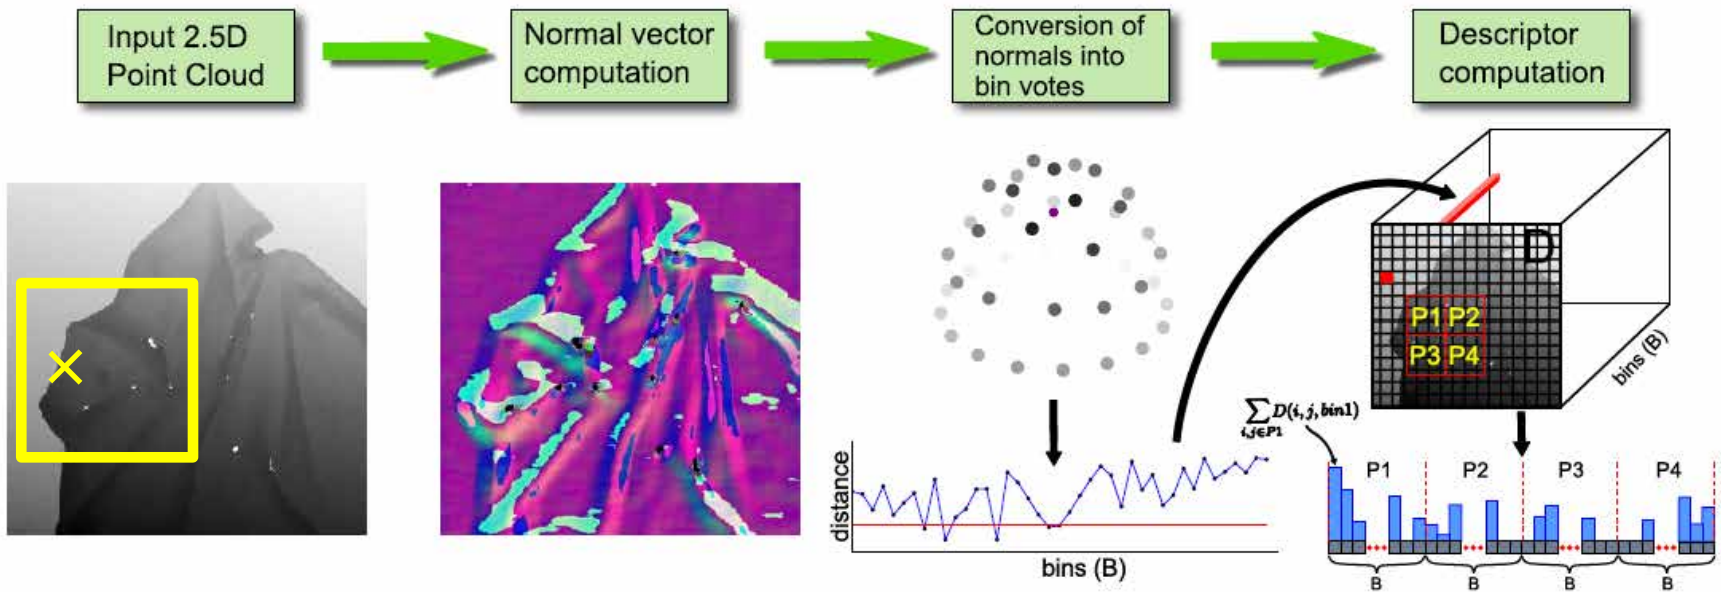 Input 2.5D
Point Cloud
Normal vector
computation
Conversion of
normals into
bin votes
Descriptor
computation
D
P1 P2
P3 P4
bins (B)
distance
bins (B)
∑ D(i, j, bin1)
i,j∈P1
P1 P2 P3 P4
B B B B